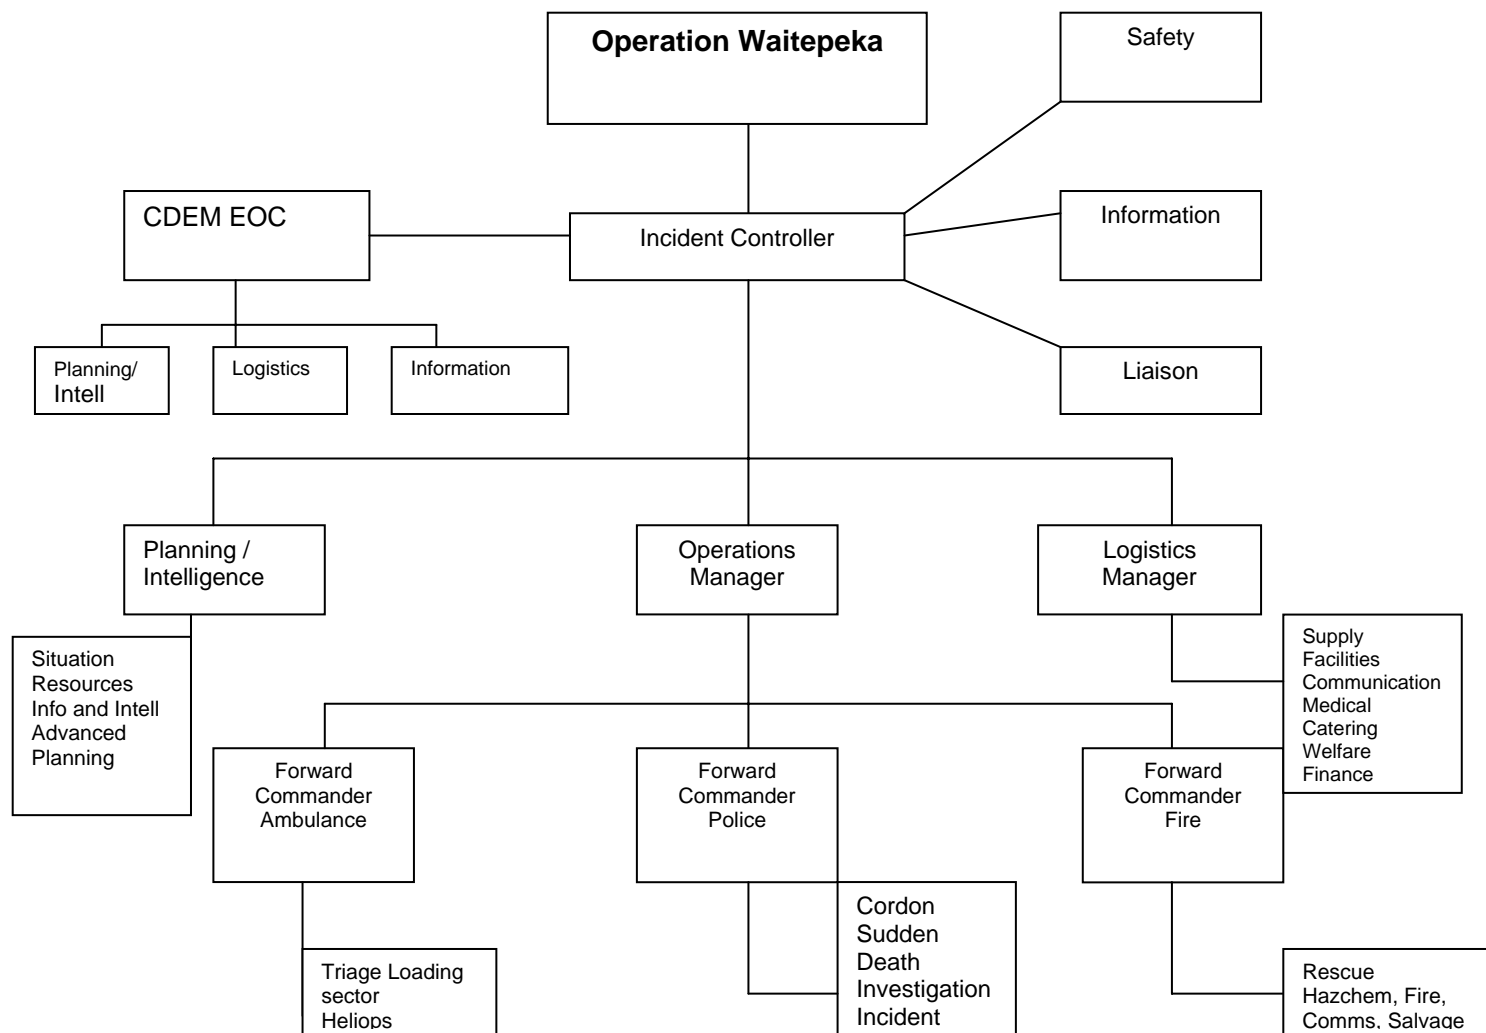 Operation Waitepeka
Safety
CDEM EOC
Incident Controller
Information
Planning/
Intell
Logistics
Information
Liaison
Planning /
Intelligence
Operations
Manager
Logistics
Manager
Situation
Resources
Info and Intell
Advanced
Planning
Supply
Facilities
Communication
Medical
Catering
Welfare
Finance
Forward
Commander
Ambulance
Forward
Commander
Police
Forward
Commander
Fire
Triage Loading
sector
Heliops
Cordon
Sudden
Death
Investigation
Incident
Rescue
Hazchem, Fire,
Comms, Salvage